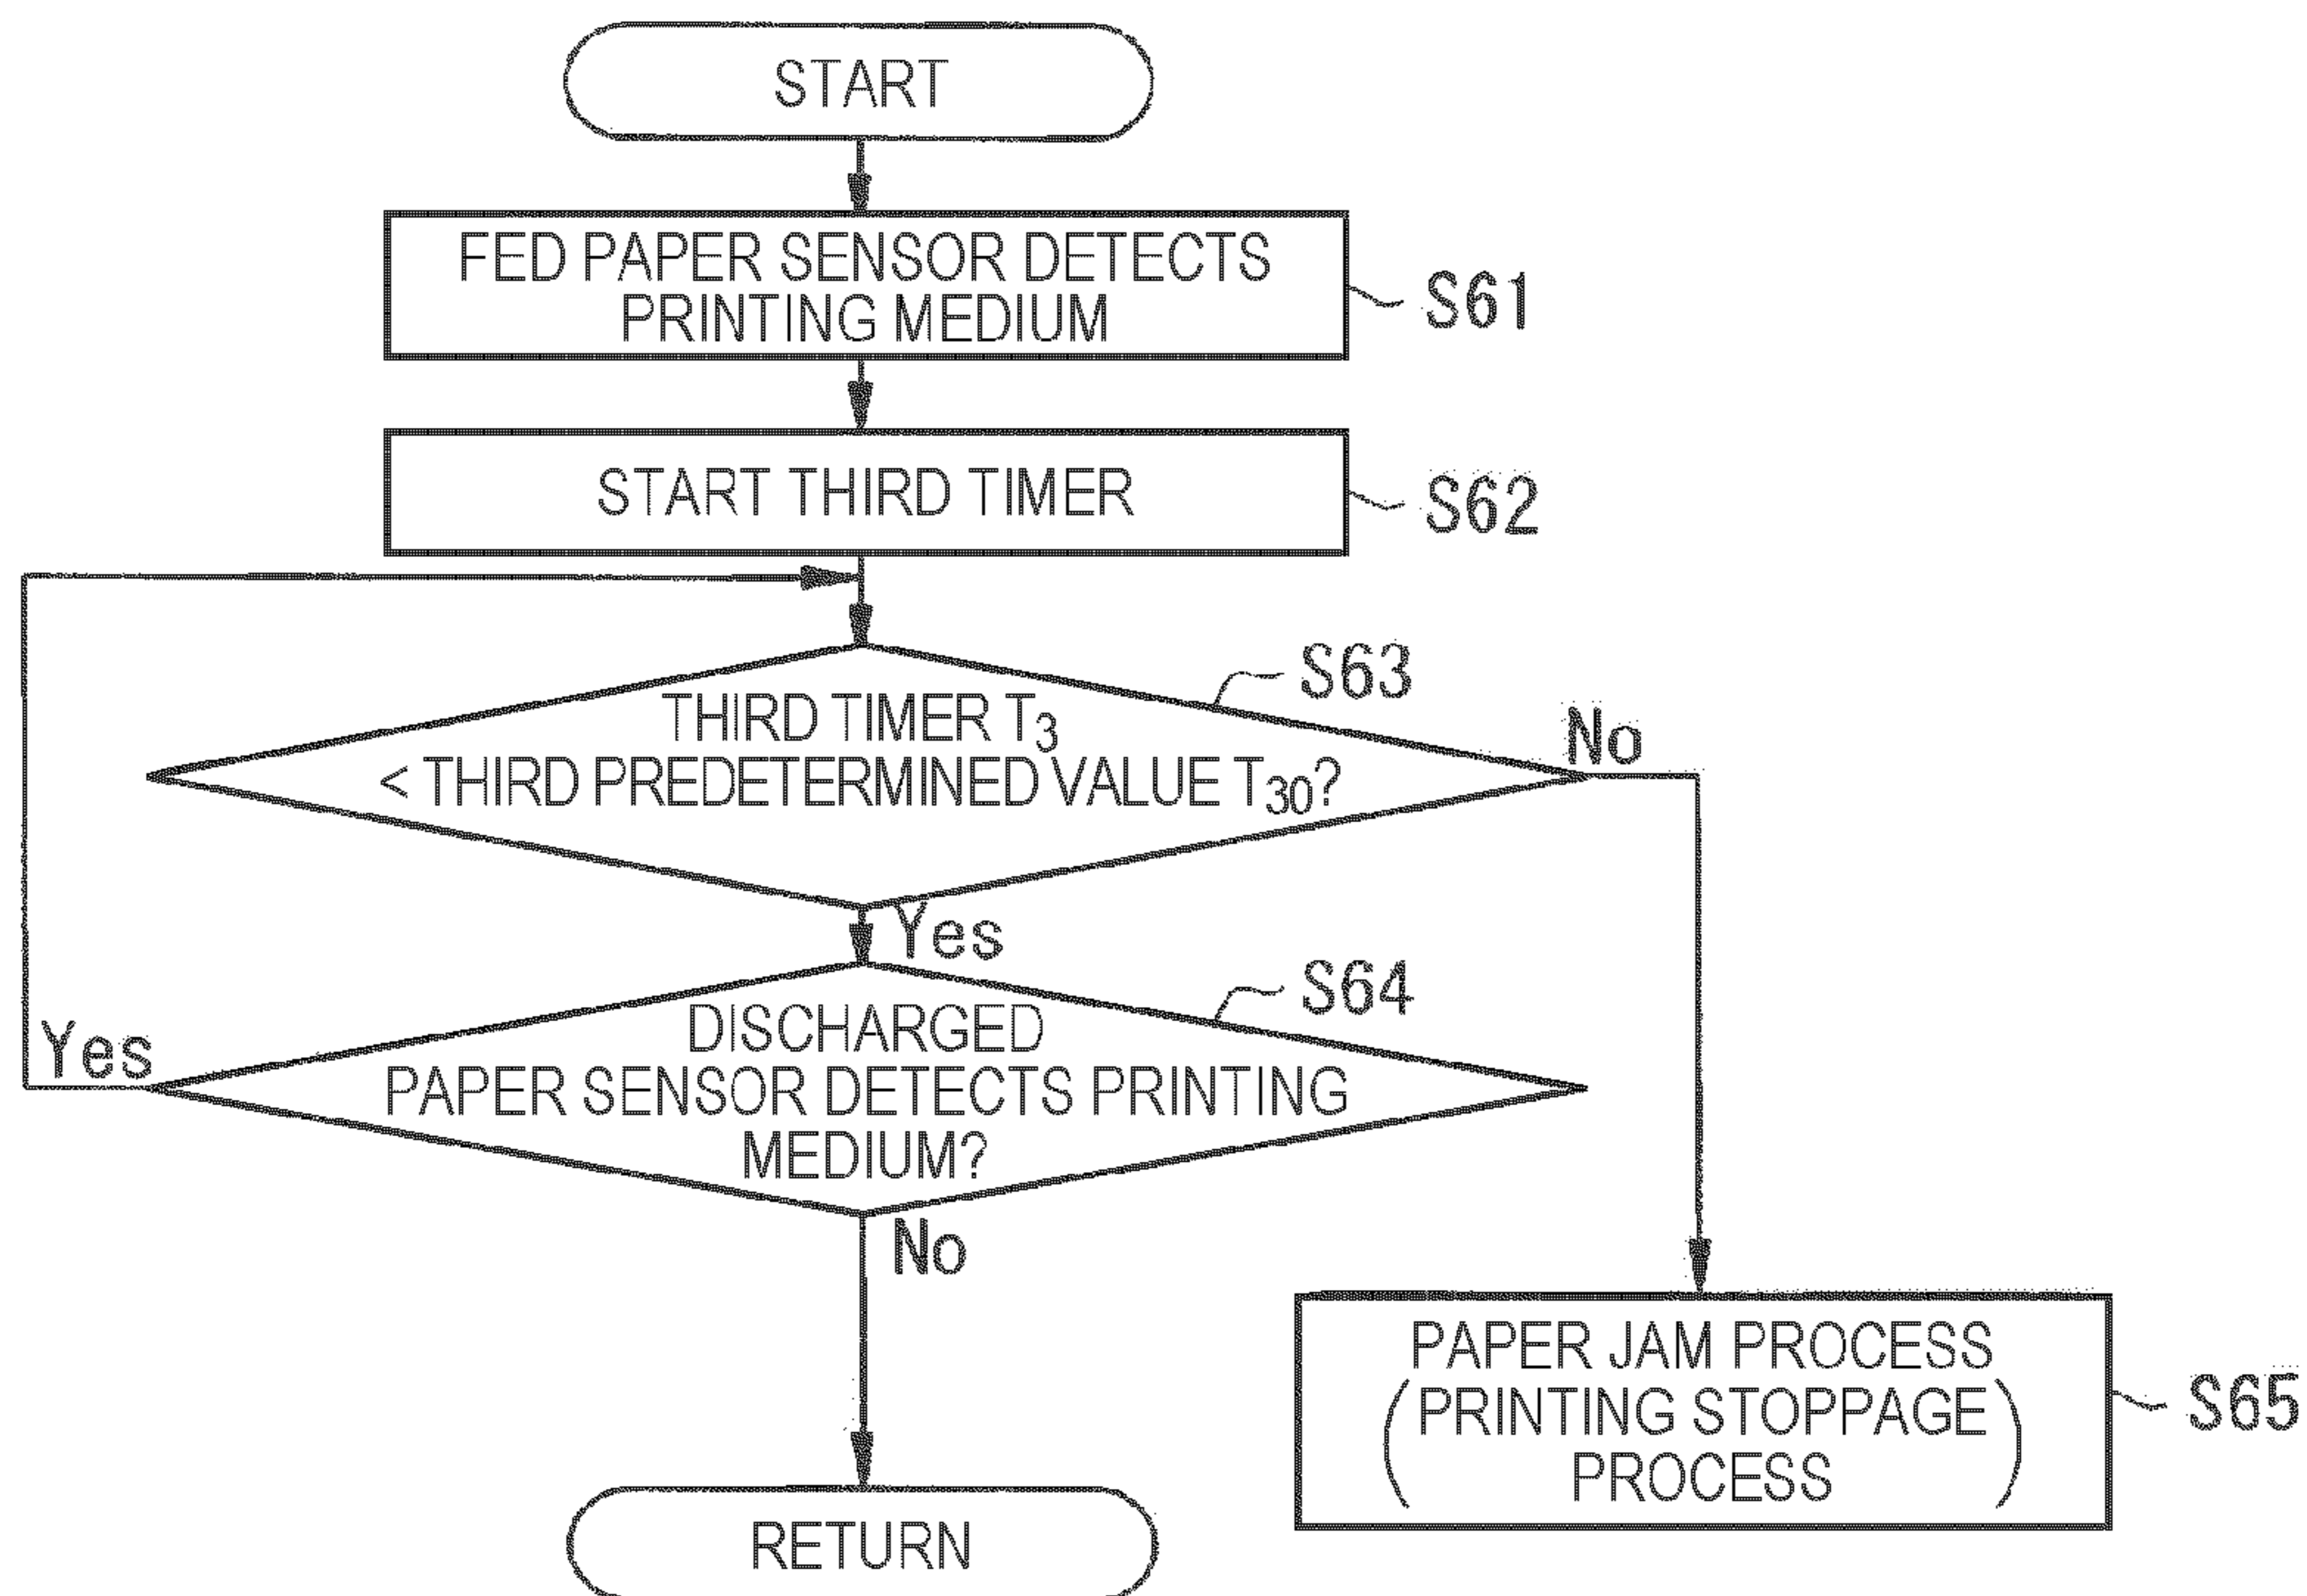 START
FED PAPER SENSOR DETECTS
PRINTING MEDIUM
S61
START THIRD TIMER
S62
S63
THIRD TIMER T3
< THIRD PREDETERMINED VALUE T30?
No
Yes
S64
DISCHARGED
PAPER SENSOR DETECTS PRINTING
MEDIUM?
Yes
No
PAPER JAM PROCESS
(PRINTING STOPPAGE
PROCESS)
S65
RETURN